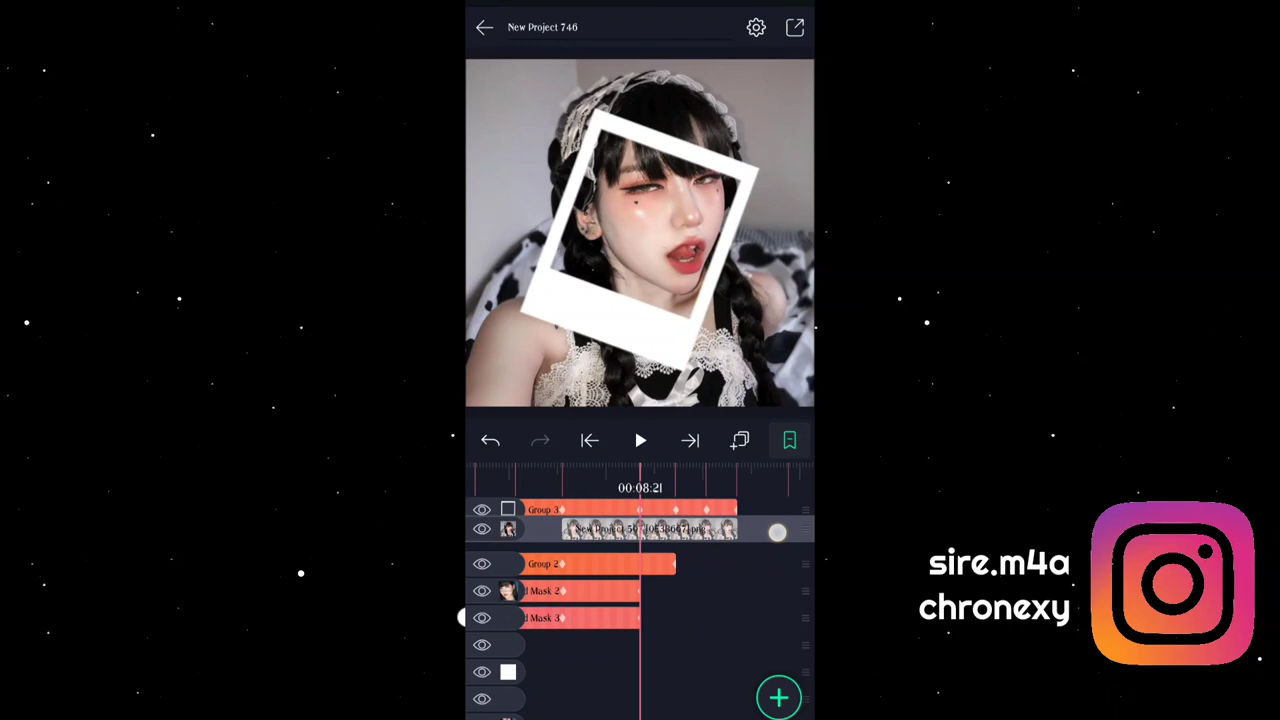 New Project 746
00:08:21
Group 3
Group 2
d Mask 2
d Mask 3
sire.m4a
chronexy